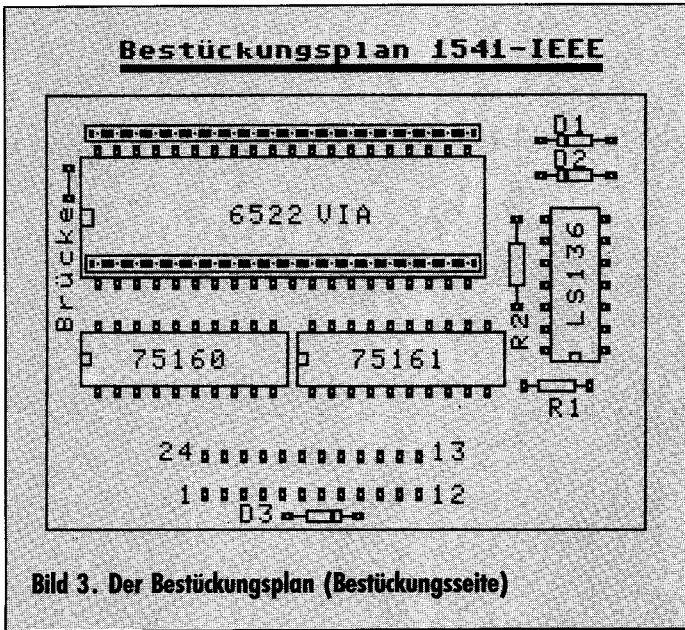 Bestückungsplan 1541-IEEE
D1
D2
6522 VIA
Brücke
LS136
R2
75160
75161
R1
24
13
1
12
D3
Bild 3. Der Bestückungsplan (Bestückungsseite)